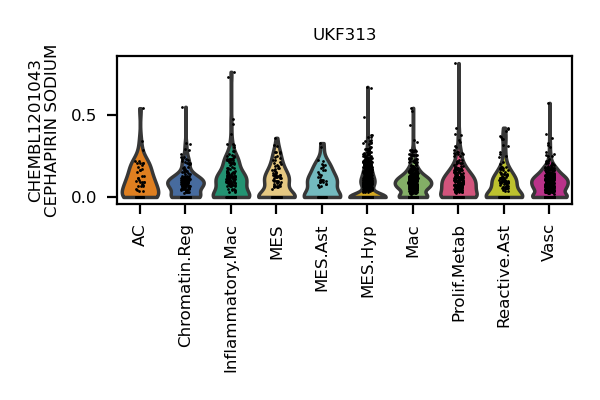 UKF313
CHEMBL1201043
CEPHAPIRIN SODIUM
0.5
0.0
AC
Chromatin.Reg
Inflammatory.Mac
MES
MES.Ast
MES.Hyp
Mac
Prolif.Metab
Reactive.Ast
Vasc